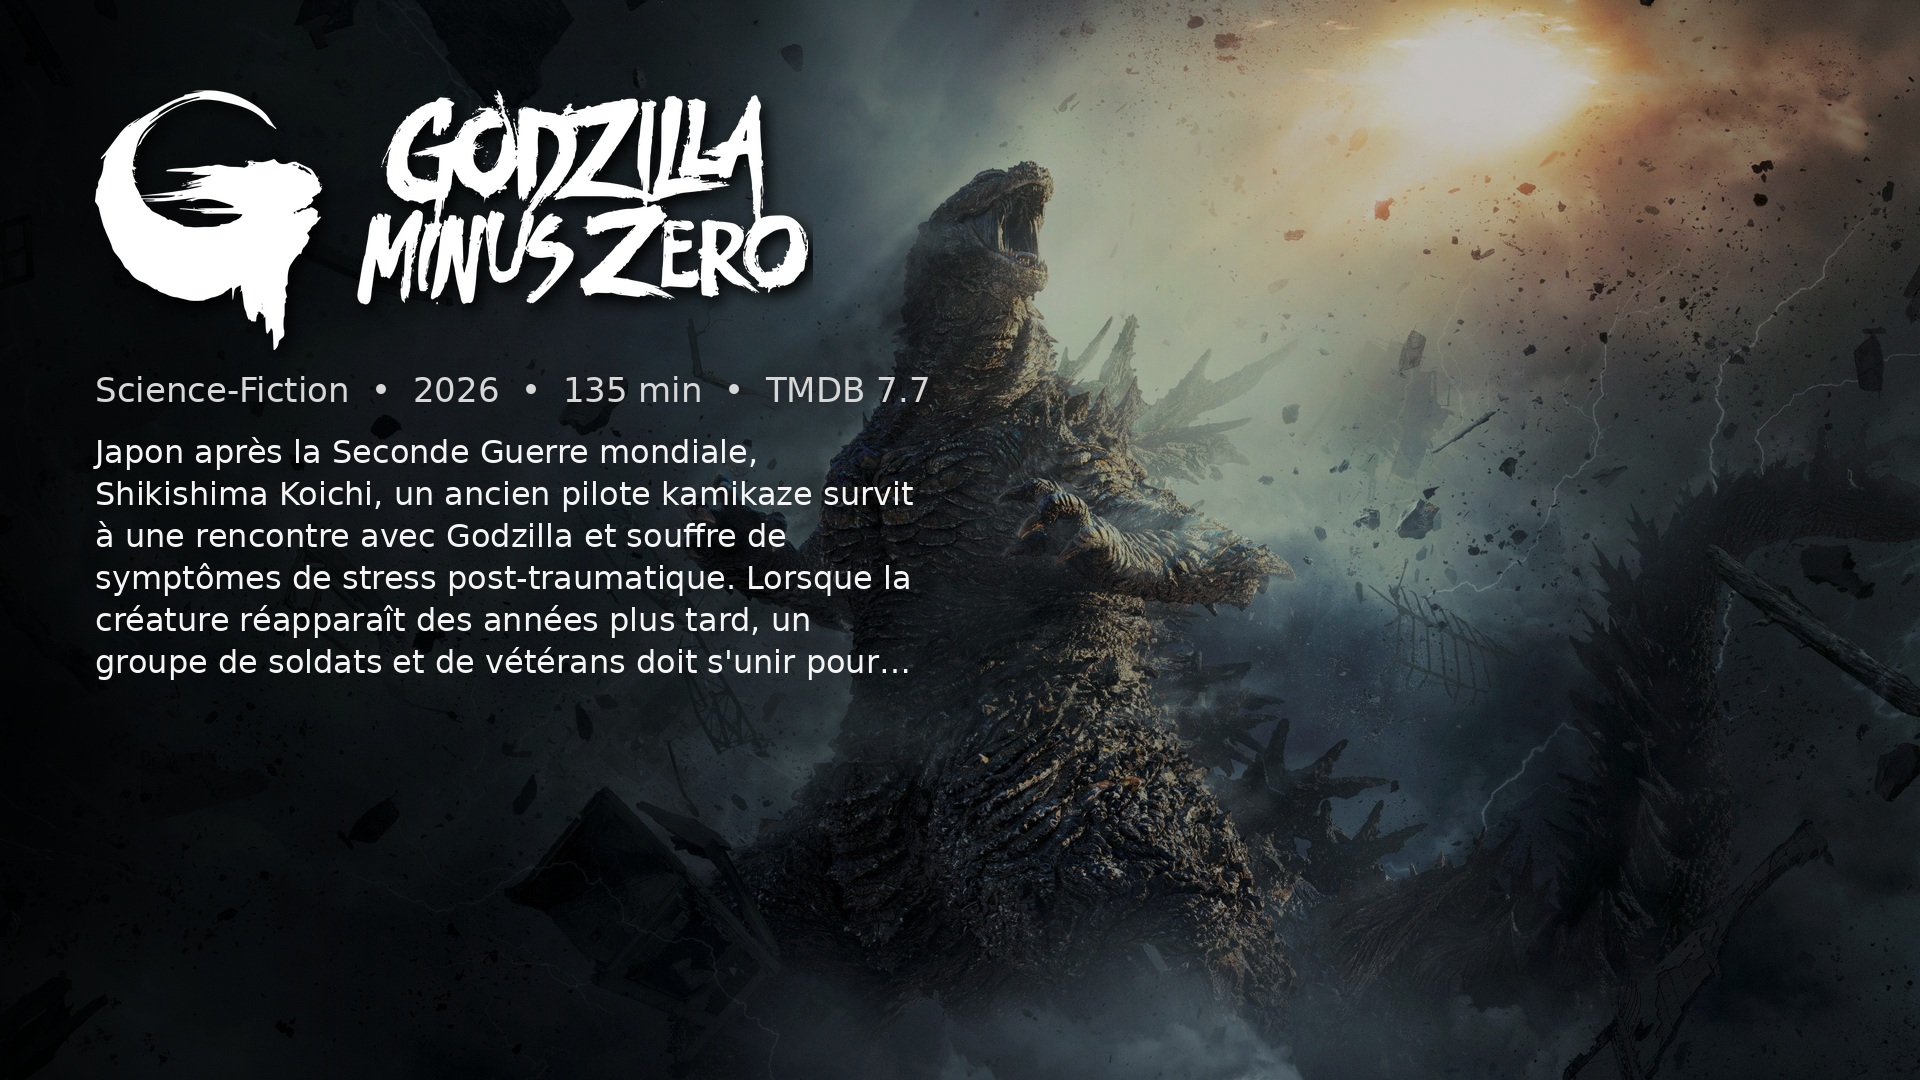 GODZILLA
MINUS ZERO
Science-Fiction • 2026 • 135 min • TMDB 7.7
Japon après la Seconde Guerre mondiale,
Shikishima Koichi, un ancien pilote kamikaze survit
à une rencontre avec Godzilla et souffre de
symptômes de stress post-traumatique. Lorsque la
créature réapparaît des années plus tard, un
groupe de soldats et de vétérans doit s'unir pour...